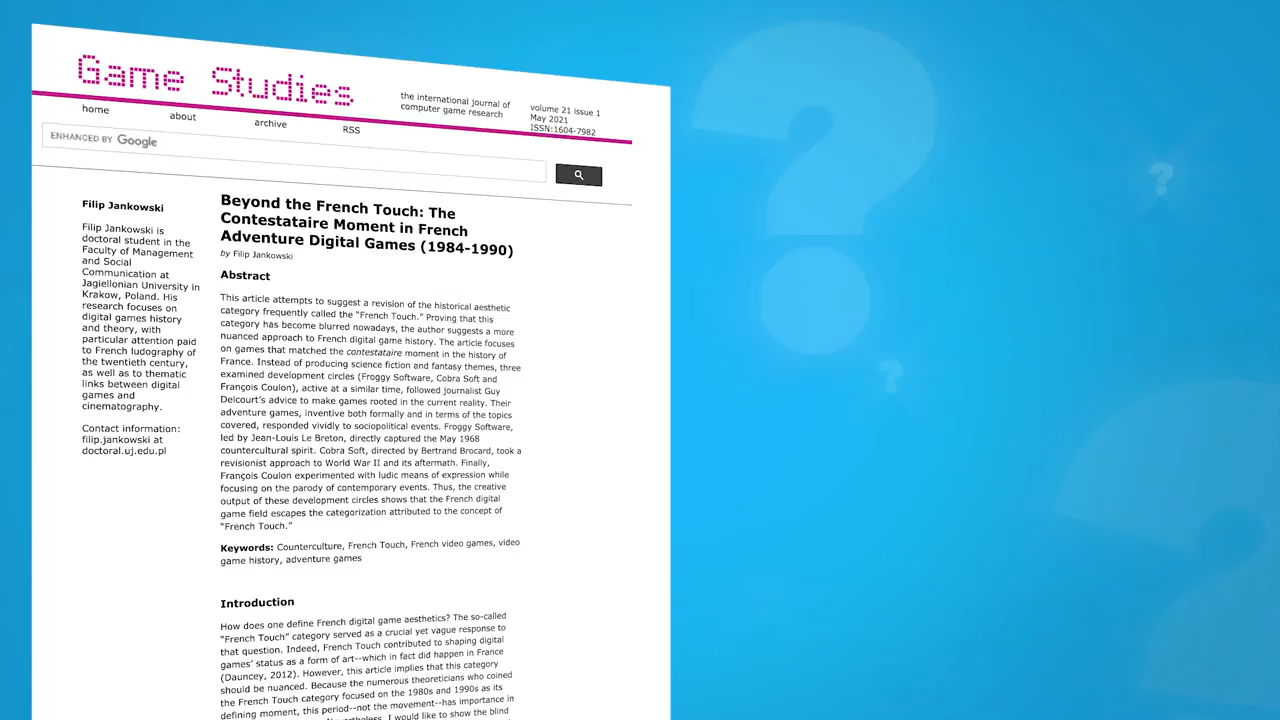 Game Studies
the international journal of
computer game research
volume 21 issue 1
May 2021
ISSN:1604-7982
home
about
archive
RSS
ENHANCED BY Google
Filip Jankowski
Filip Jankowski is
doctoral student in the
Faculty of Management
and Social
Communication at
Jagiellonian University in
Krakow, Poland. His
research focuses on
digital games history
and theory, with
particular attention paid
to French ludography of
the twentieth century,
as well as to thematic
links between digital
games and
cinematography.
Contact information:
filip.jankowski at
doctoral.uj.edu.pl
Beyond the French Touch: The
Contestataire Moment in French
Adventure Digital Games (1984-1990)
by Filip Jankowski
Abstract
This article attempts to suggest a revision of the historical aesthetic
category frequently called the “French Touch.” Proving that this
category has become blurred nowadays, the author suggests a more
nuanced approach to French digital game history. The article focuses
on games that matched the contestataire moment in the history of
France. Instead of producing science fiction and fantasy themes, three
examined development circles (Froggy Software, Cobra Soft and
François Coulon), active at a similar time, followed journalist Guy
Delcourt’s advice to make games rooted in the current reality. Their
adventure games, inventive both formally and in terms of the topics
covered, responded vividly to sociopolitical events. Froggy Software,
led by Jean-Louis Le Breton, directly captured the May 1968
countercultural spirit. Cobra Soft, directed by Bertrand Brocard, took a
revisionist approach to World War II and its aftermath. Finally,
François Coulon experimented with ludic means of expression while
focusing on the parody of contemporary events. Thus, the creative
output of these development circles shows that the French digital
game field escapes the categorization attributed to the concept of
“French Touch.”
Keywords: Counterculture, French Touch, French video games, video
game history, adventure games
Introduction
How does one define French digital game aesthetics? The so-called
“French Touch” category served as a crucial yet vague response to
that question. Indeed, French Touch contributed to shaping digital
games’ status as a form of art--which in fact did happen in France
(Dauncey, 2012). However, this article implies that this category
should be nuanced. Because the numerous theoreticians who coined
the French Touch category focused on the 1980s and 1990s as its
defining moment, this period--not the movement--has importance in
Nevertheless, I would like to show the blind